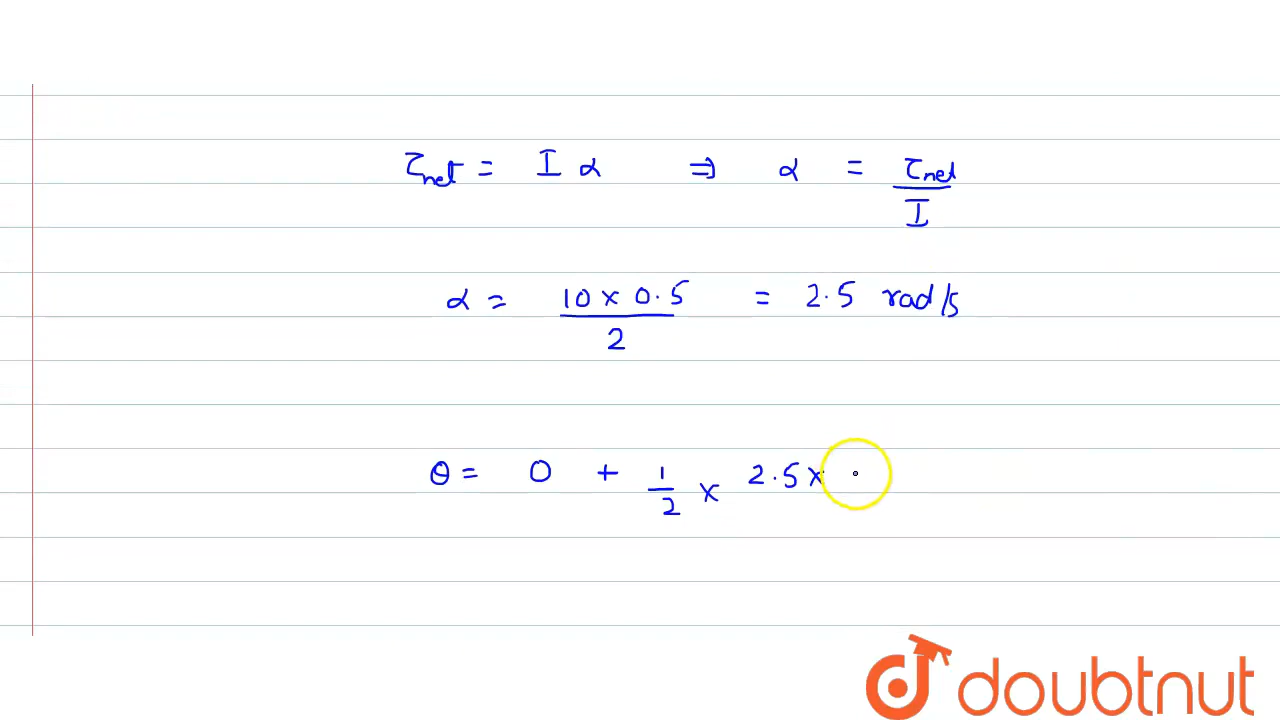 τnet = I α ⇒ α = τnet / I
α = 10 × 0.5 / 2 = 2.5 rad/s
θ = 0 + 1/2 × 2.5 ×
doubtnut